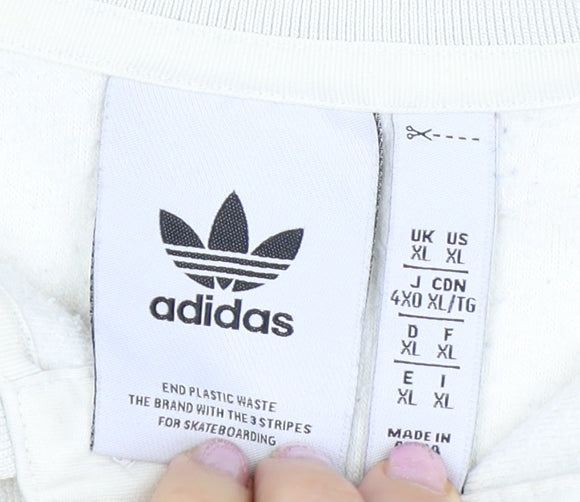 adidas
END PLASTIC WASTE
THE BRAND WITH THE 3 STRIPES
FOR SKATEBOARDING
UK US
XL XL
J CDN
4XO XL/TG
D F
XL XL
E I
XL XL
MADE IN